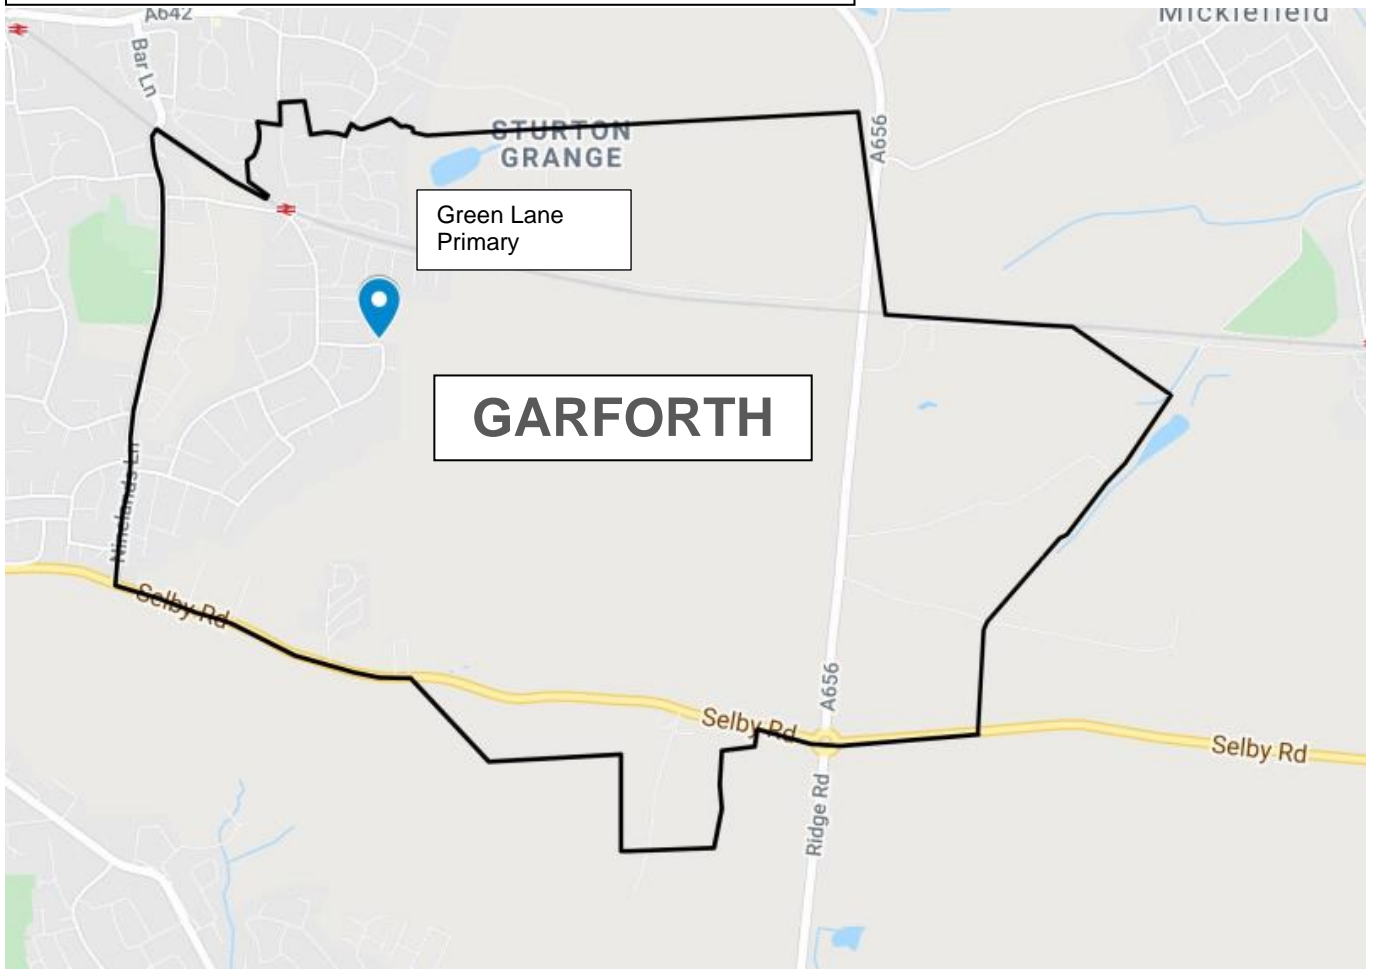 A642
Micklefield
Bar Ln
STURTON
GRANGE
A656
Green Lane
Primary
GARFORTH
Ninelands Ln
Selby Rd
A656
Selby Rd
Selby Rd
Ridge Rd